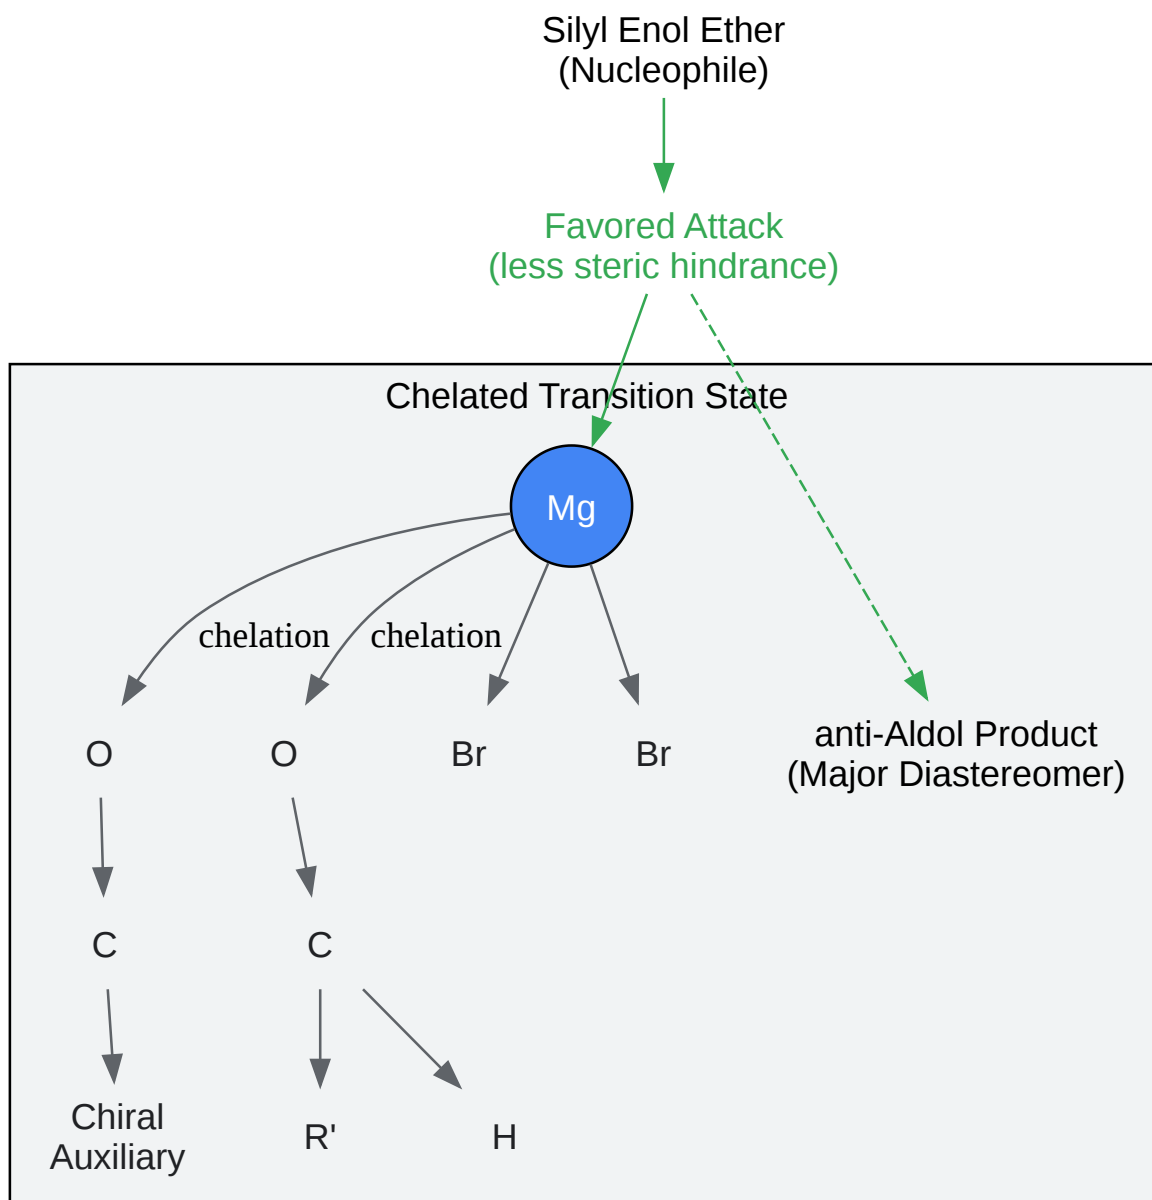 Silyl Enol Ether
(Nucleophile)
Favored Attack
(less steric hindrance)
Chelated Transition State
Mg
chelation
chelation
O
O
Br
Br
anti-Aldol Product
(Major Diastereomer)
C
C
Chiral
Auxiliary
R'
H